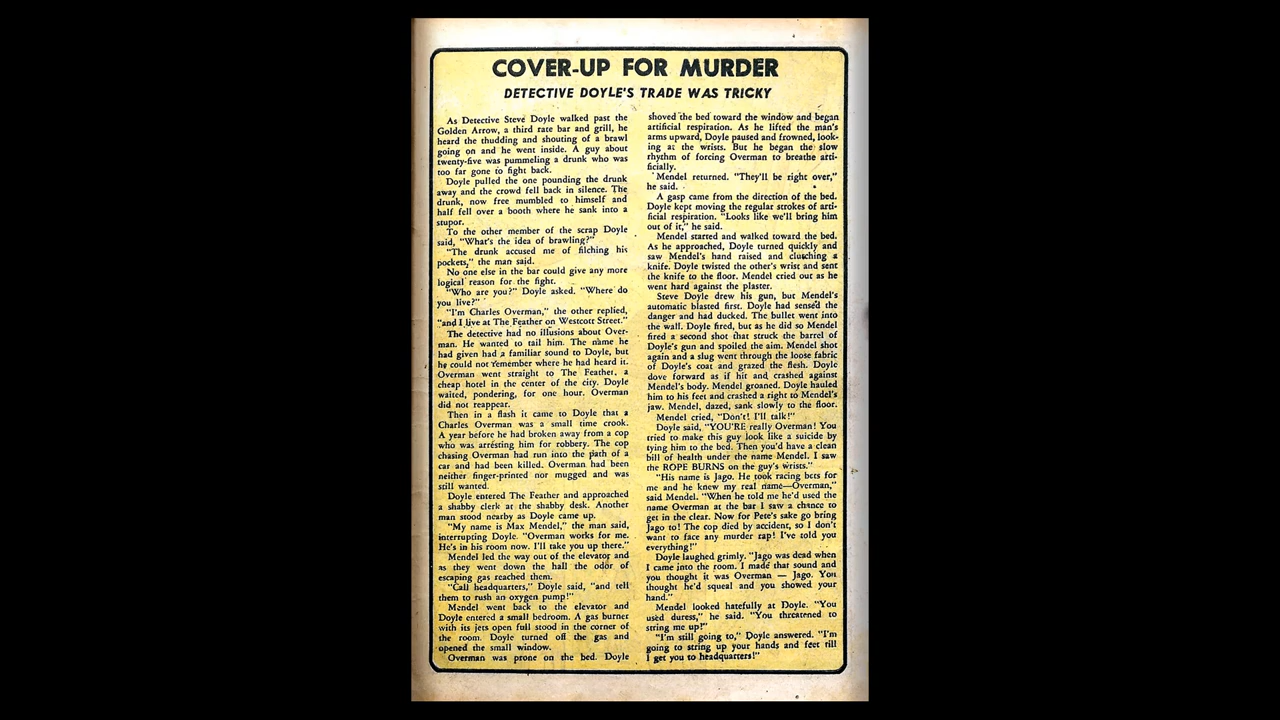 COVER-UP FOR MURDER
DETECTIVE DOYLE'S TRADE WAS TRICKY
As Detective Steve Doyle walked past the
Golden Arrow, a third rate bar and grill, he
heard the thudding and shouting of a brawl
going on and he went inside. A guy about
twenty-five was pummeling a drunk who was
too far gone to fight back.
Doyle pulled the one pounding the drunk
away and the crowd fell back in silence. The
drunk, now free mumbled to himself and
half fell over a booth where he sank into a
stupor.
To the other member of the scrap Doyle
said, "What's the idea of brawling?"
"The drunk accused me of filching his
pockets," the man said.
No one else in the bar could give any more
logical reason for the fight.
"Who are you?" Doyle asked. "Where do
you live?"
"I'm Charles Overman," the other replied,
"and I live at The Feather on Westcott Street."
The detective had no illusions about Over-
man. He wanted to tail him. The name he
had given had a familiar sound to Doyle, but
he could not remember where he had heard it.
Overman went straight to The Feather, a
cheap hotel in the center of the city. Doyle
waited, pondering, for one hour. Overman
did not reappear.
Then in a flash it came to Doyle that a
Charles Overman was a small time crook.
A year before he had broken away from a cop
who was arresting him for robbery. The cop
chasing Overman had run into the path of a
car and had been killed. Overman had been
neither finger-printed nor mugged and was
still wanted.
Doyle entered The Feather and approached
a shabby clerk at the shabby desk. Another
man stood nearby as Doyle came up.
"My name is Max Mendel," the man said,
interrupting Doyle. "Overman works for me.
He's in his room now. I'll take you up there."
Mendel led the way out of the elevator and
as they went down the hall the odor of
escaping gas reached them.
"Call headquarters," Doyle said, "and tell
them to rush an oxygen pump!"
Mendel went back to the elevator and
Doyle entered a small bedroom. A gas burner
with its jets open full stood in the corner of
the room. Doyle turned off the gas and
opened the small window.
Overman was prone on the bed. Doyle
shoved the bed toward the window and began
artificial respiration. As he lifted the man's
arms upward, Doyle paused and frowned, look-
ing at the wrists. But he began the slow
rhythm of forcing Overman to breathe arti-
ficially.
Mendel returned. "They'll be right over,"
he said.
A gasp came from the direction of the bed.
Doyle kept moving the regular strokes of arti-
ficial respiration. "Looks like we'll bring him
out of it," he said.
Mendel started and walked toward the bed.
As he approached, Doyle turned quickly and
saw Mendel's hand raised and clutching a
knife. Doyle twisted the other's wrist and sent
the knife to the floor. Mendel cried out as he
went hard against the plaster.
Steve Doyle drew his gun, but Mendel's
automatic blasted first. Doyle had sensed the
danger and had ducked. The bullet went into
the wall. Doyle fired, but as he did so Mendel
fired a second shot that struck the barrel of
Doyle's gun and spoiled the aim. Mendel shot
again and a slug went through the loose fabric
of Doyle's coat and grazed the flesh. Doyle
dove forward as if hit and crashed against
Mendel's body. Mendel groaned. Doyle hauled
him to his feet and crashed a right to Mendel's
jaw. Mendel, dazed, sank slowly to the floor.
Mendel cried, "Don't! I'll talk!"
Doyle said, "YOU'RE really Overman! You
tried to make this guy look like a suicide by
tying him to the bed. Then you'd have a clean
bill of health under the name Mendel. I saw
the ROPE BURNS on the guy's wrists."
"His name is Jago. He took racing bets for
me and he knew my real name—Overman,"
said Mendel. "When he told me he'd used the
name Overman at the bar I saw a chance to
get in the clear. Now for Pete's sake go bring
Jago to! The cop died by accident, so I don't
want to face any murder rap! I've told you
everything!"
Doyle laughed grimly. "Jago was dead when
I came into the room. I made that sound and
you thought it was Overman — Jago. You
thought he'd squeal and you showed your
hand."
Mendel looked hatefully at Doyle. "You
used duress," he said. "You threatened to
string me up!"
"I'm still going to," Doyle answered. "I'm
going to string up your hands and feet till
I get you to headquarters!"